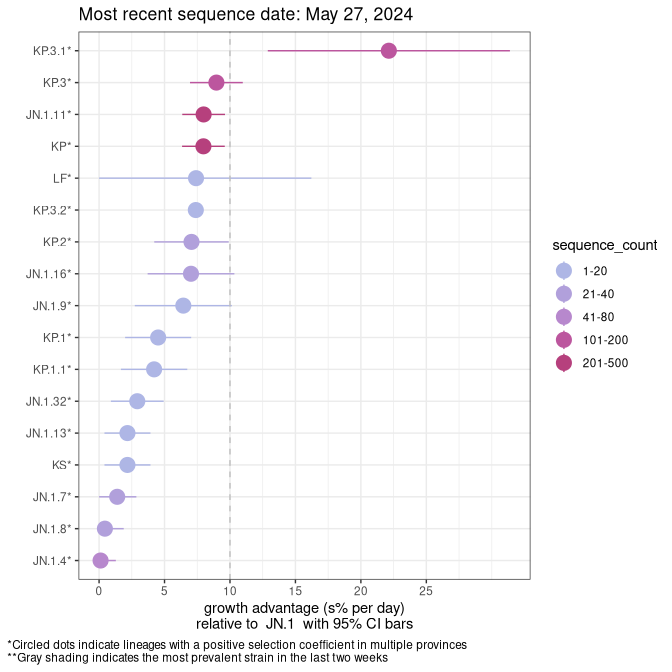 Most recent sequence date: May 27, 2024
KP.3.1*
KP.3*
JN.1.11*
KP*
LF*
KP.3.2*
KP.2*
JN.1.16*
JN.1.9*
KP.1*
KP.1.1*
JN.1.32*
JN.1.13*
KS*
JN.1.7*
JN.1.8*
JN.1.4*
0 5 10 15 20 25
growth advantage (s% per day)
relative to JN.1 with 95% CI bars
sequence_count
1-20
21-40
41-80
101-200
201-500
*Circled dots indicate lineages with a positive selection coefficient in multiple provinces
**Gray shading indicates the most prevalent strain in the last two weeks